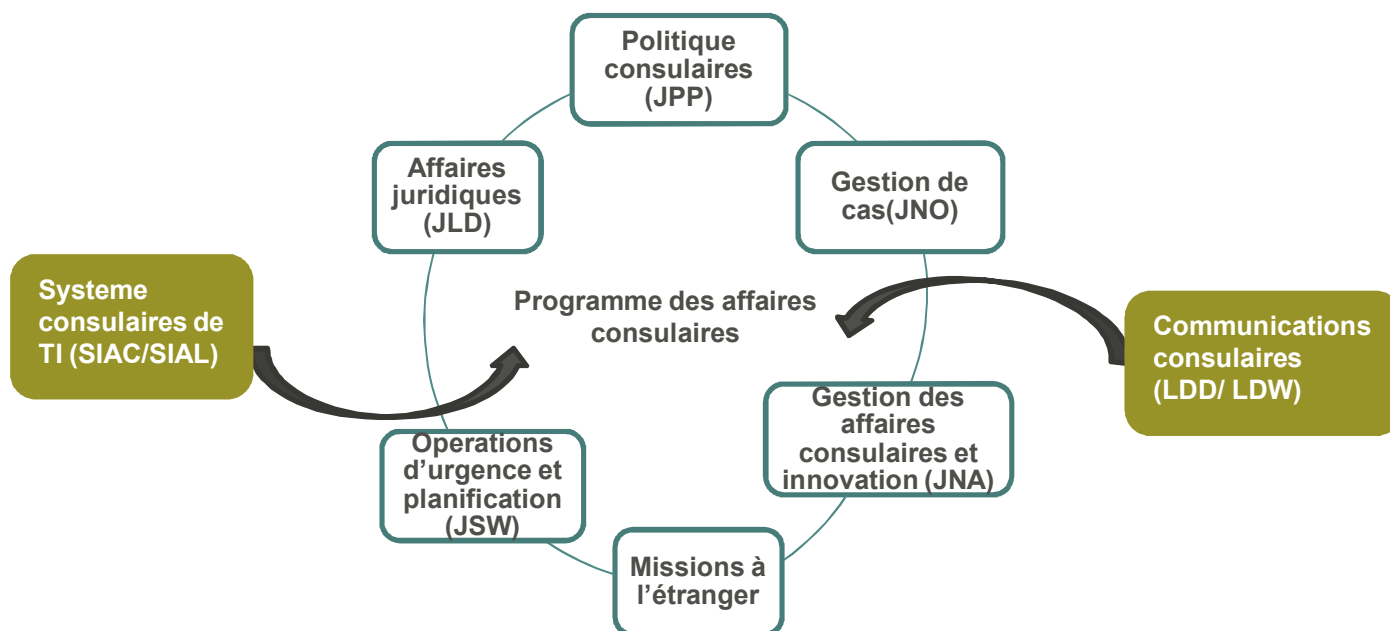 Politique
consulaires
(JPP)
Affaires
juridiques
(JLD)
Gestion de
cas(JNO)
Systeme
consulaires de
TI (SIAC/SIAL)
Programme des affaires
consulaires
Communications
consulaires
(LDD/ LDW)
Operations
d’urgence et
planification
(JSW)
Gestion des
affaires
consulaires et
innovation (JNA)
Missions à
l’étranger